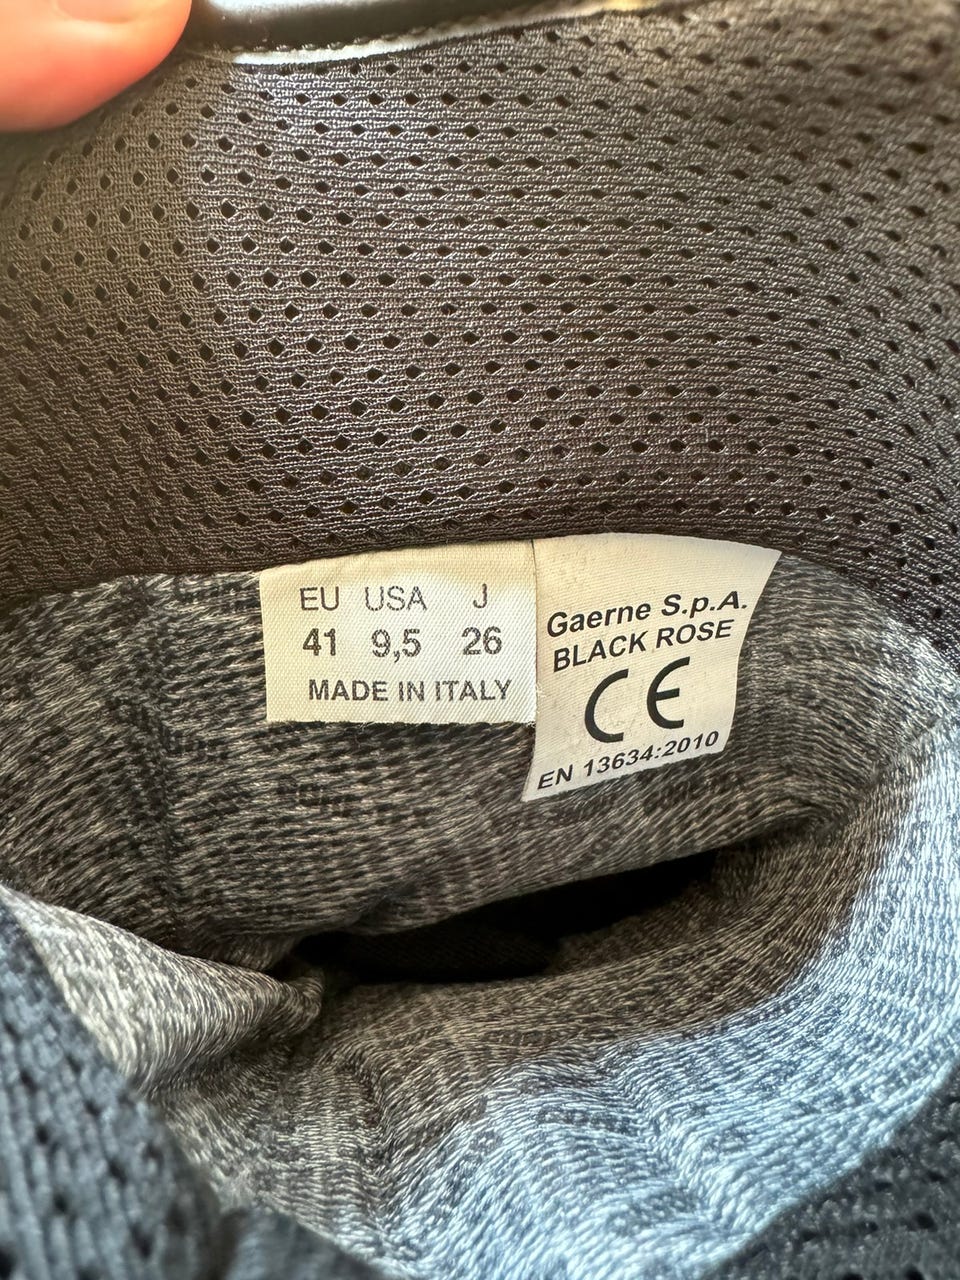 EU USA J
41 9,5 26
MADE IN ITALY
Gaerne S.p.A.
BLACK ROSE
CE
EN 13634:2010